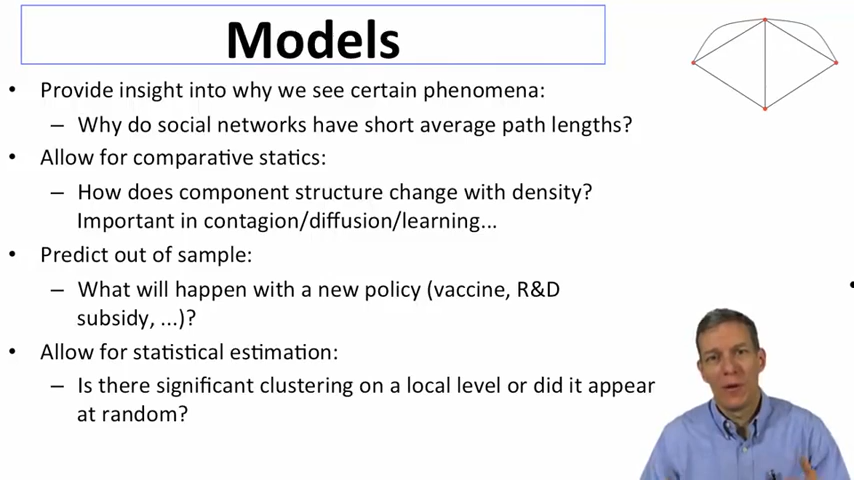 Models
• Provide insight into why we see certain phenomena:
– Why do social networks have short average path lengths?
• Allow for comparative statics:
– How does component structure change with density?
Important in contagion/diffusion/learning...
• Predict out of sample:
– What will happen with a new policy (vaccine, R&D
subsidy, ...)?
• Allow for statistical estimation:
– Is there significant clustering on a local level or did it appear
at random?